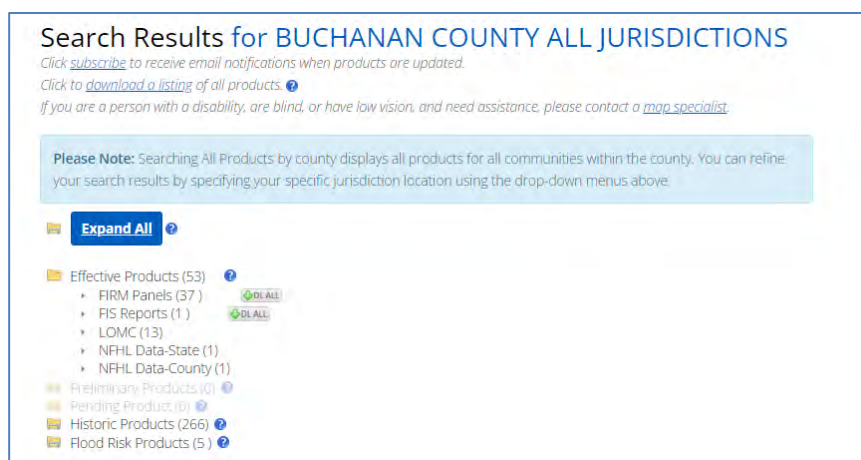 Search Results for BUCHANAN COUNTY ALL JURISDICTIONS
Click subscribe to receive email notifications when products are updated.
Click to download a listing of all products. ?
If you are a person with a disability, are blind, or have low vision, and need assistance, please contact a map specialist.
Please Note: Searching All Products by county displays all products for all communities within the county. You can refine
your search results by specifying your specific jurisdiction location using the drop-down menus above.
Expand All ?
Effective Products (53) ?
FIRM Panels (37 ) DL ALL
FIS Reports (1 ) DL ALL
LOMC (13)
NFHL Data-State (1)
NFHL Data-County (1)
Preliminary Products (0) ?
Pending Product (0) ?
Historic Products (266) ?
Flood Risk Products (5 ) ?